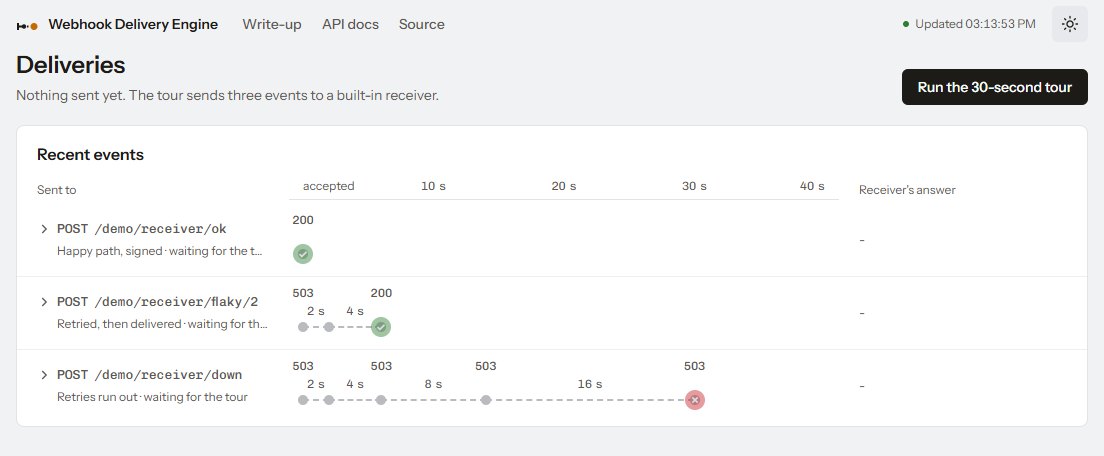 Webhook Delivery Engine Write-up API docs Source Updated 03:13:53 PM
Deliveries
Nothing sent yet. The tour sends three events to a built-in receiver.
Run the 30-second tour
Recent events
Sent to accepted 10 s 20 s 30 s 40 s Receiver's answer
200
POST /demo/receiver/ok
Happy path, signed · waiting for the t...
-
503 200
POST /demo/receiver/flaky/2
2 s 4 s
Retried, then delivered · waiting for th...
-
503 503 503 503
POST /demo/receiver/down
2 s 4 s 8 s 16 s
Retries run out · waiting for the tour
-